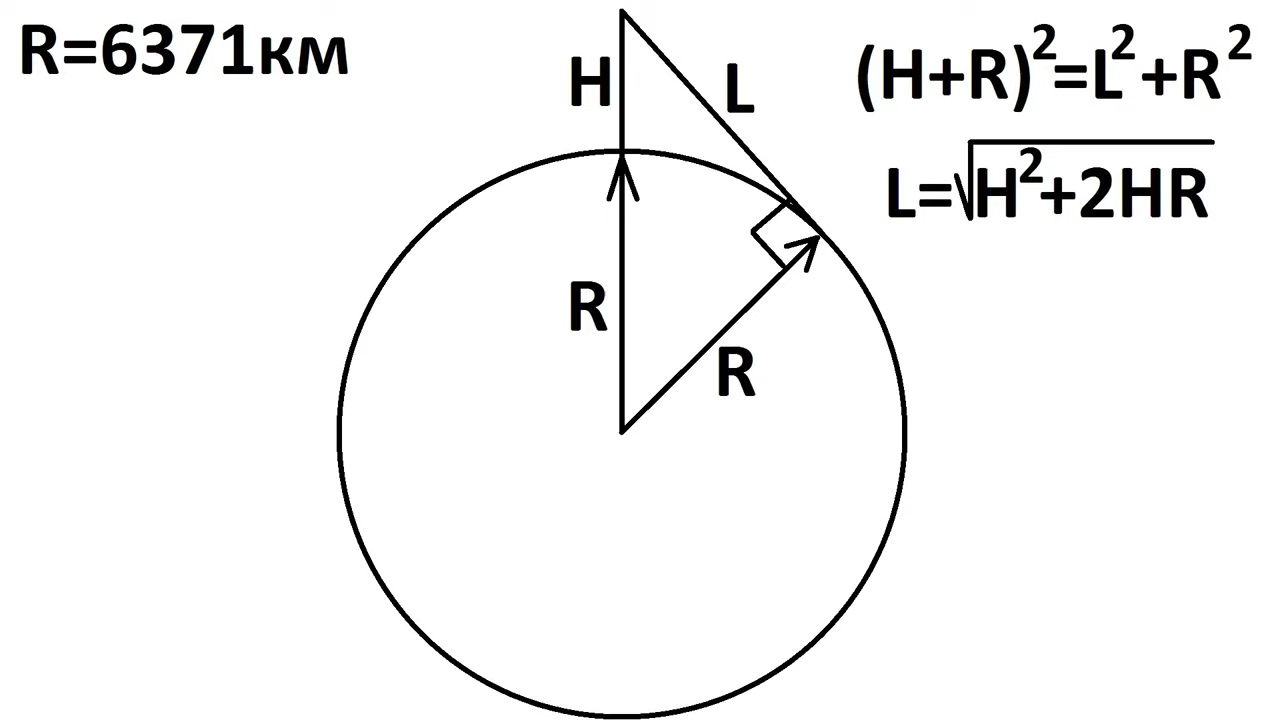 R=6371км
H
L
(H+R)²=L²+R²
L=√H²+2HR
R
R